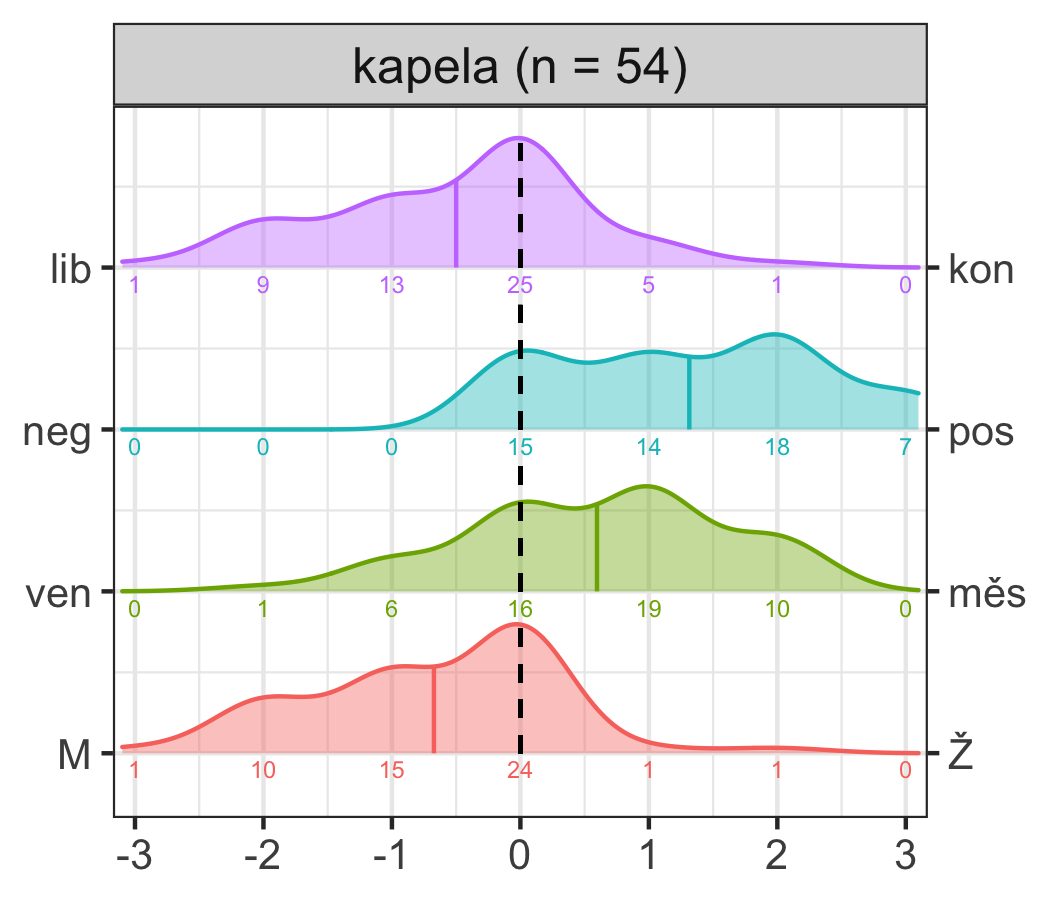 kapela (n = 54)
lib kon
1 9 13 25 5 1 0
neg pos
0 0 0 15 14 18 7
ven měs
0 1 6 16 19 10 0
M Ž
1 10 15 24 1 1 0
-3 -2 -1 0 1 2 3